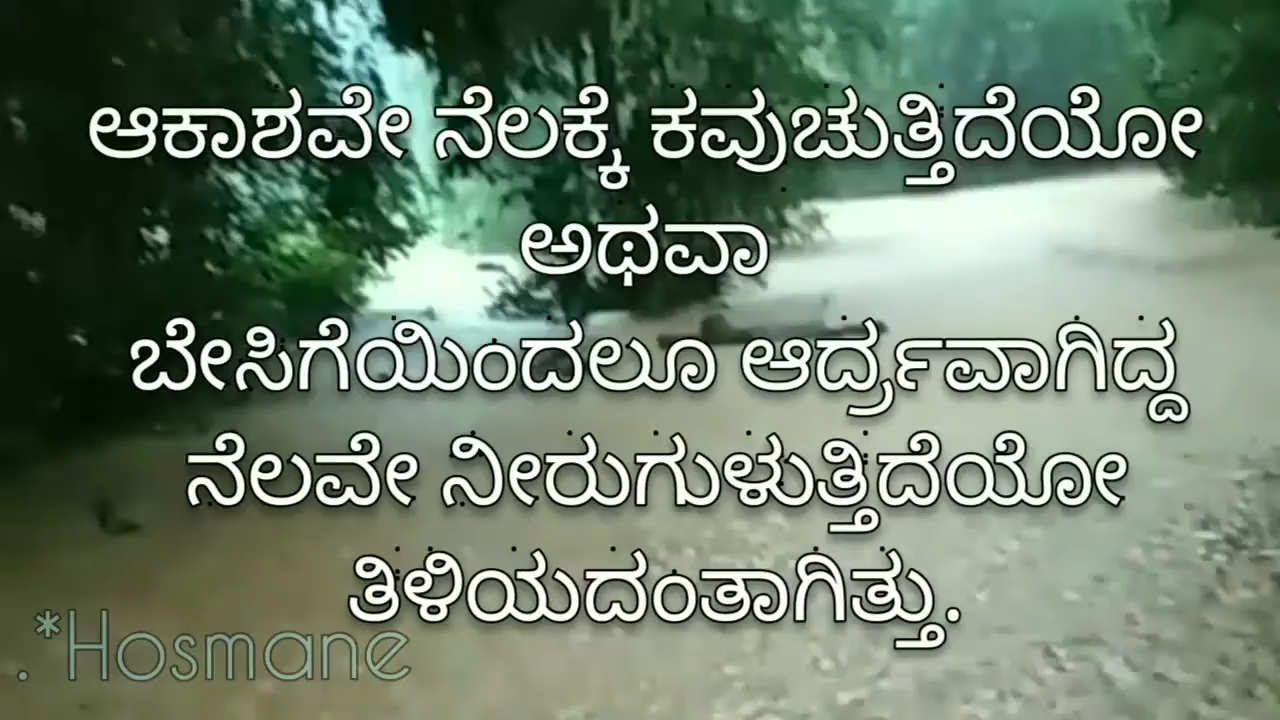 ಆಕಾಶವೇ ನೆಲಕ್ಕೆ ಕವುಚುತ್ತಿದೆಯೋ
ಅಥವಾ
ಬೇಸಿಗೆಯಿಂದಲೂ ಆರ್ದ್ರವಾಗಿದ್ದ
ನೆಲವೇ ನೀರುಗುಳುತ್ತಿದೆಯೋ
ತಿಳಿಯದಂತಾಗಿತ್ತು.
.*Hosmane